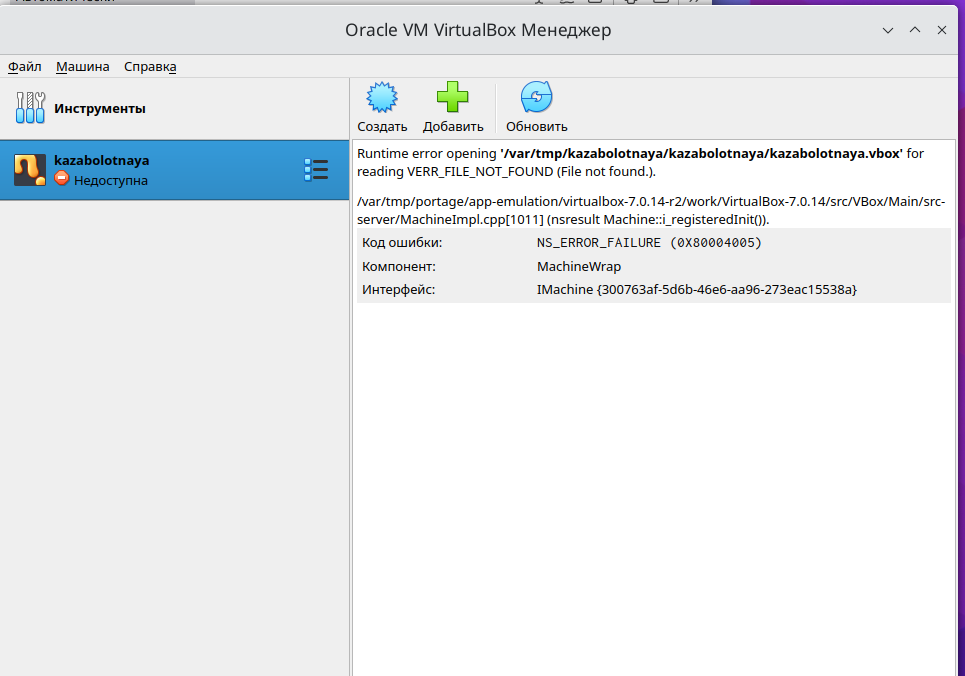 Oracle VM VirtualBox Менеджер
Файл Машина Справка
Инструменты
kazabolotnaya
Недоступна
Создать Добавить Обновить
Runtime error opening '/var/tmp/kazabolotnaya/kazabolotnaya/kazabolotnaya.vbox' for
reading VERR_FILE_NOT_FOUND (File not found.).
/var/tmp/portage/app-emulation/virtualbox-7.0.14-r2/work/VirtualBox-7.0.14/src/VBox/Main/src-
server/MachineImpl.cpp[1011] (nsresult Machine::i_registeredInit()).
Код ошибки: NS_ERROR_FAILURE (0X80004005)
Компонент: MachineWrap
Интерфейс: IMachine {300763af-5d6b-46e6-aa96-273eac15538a}